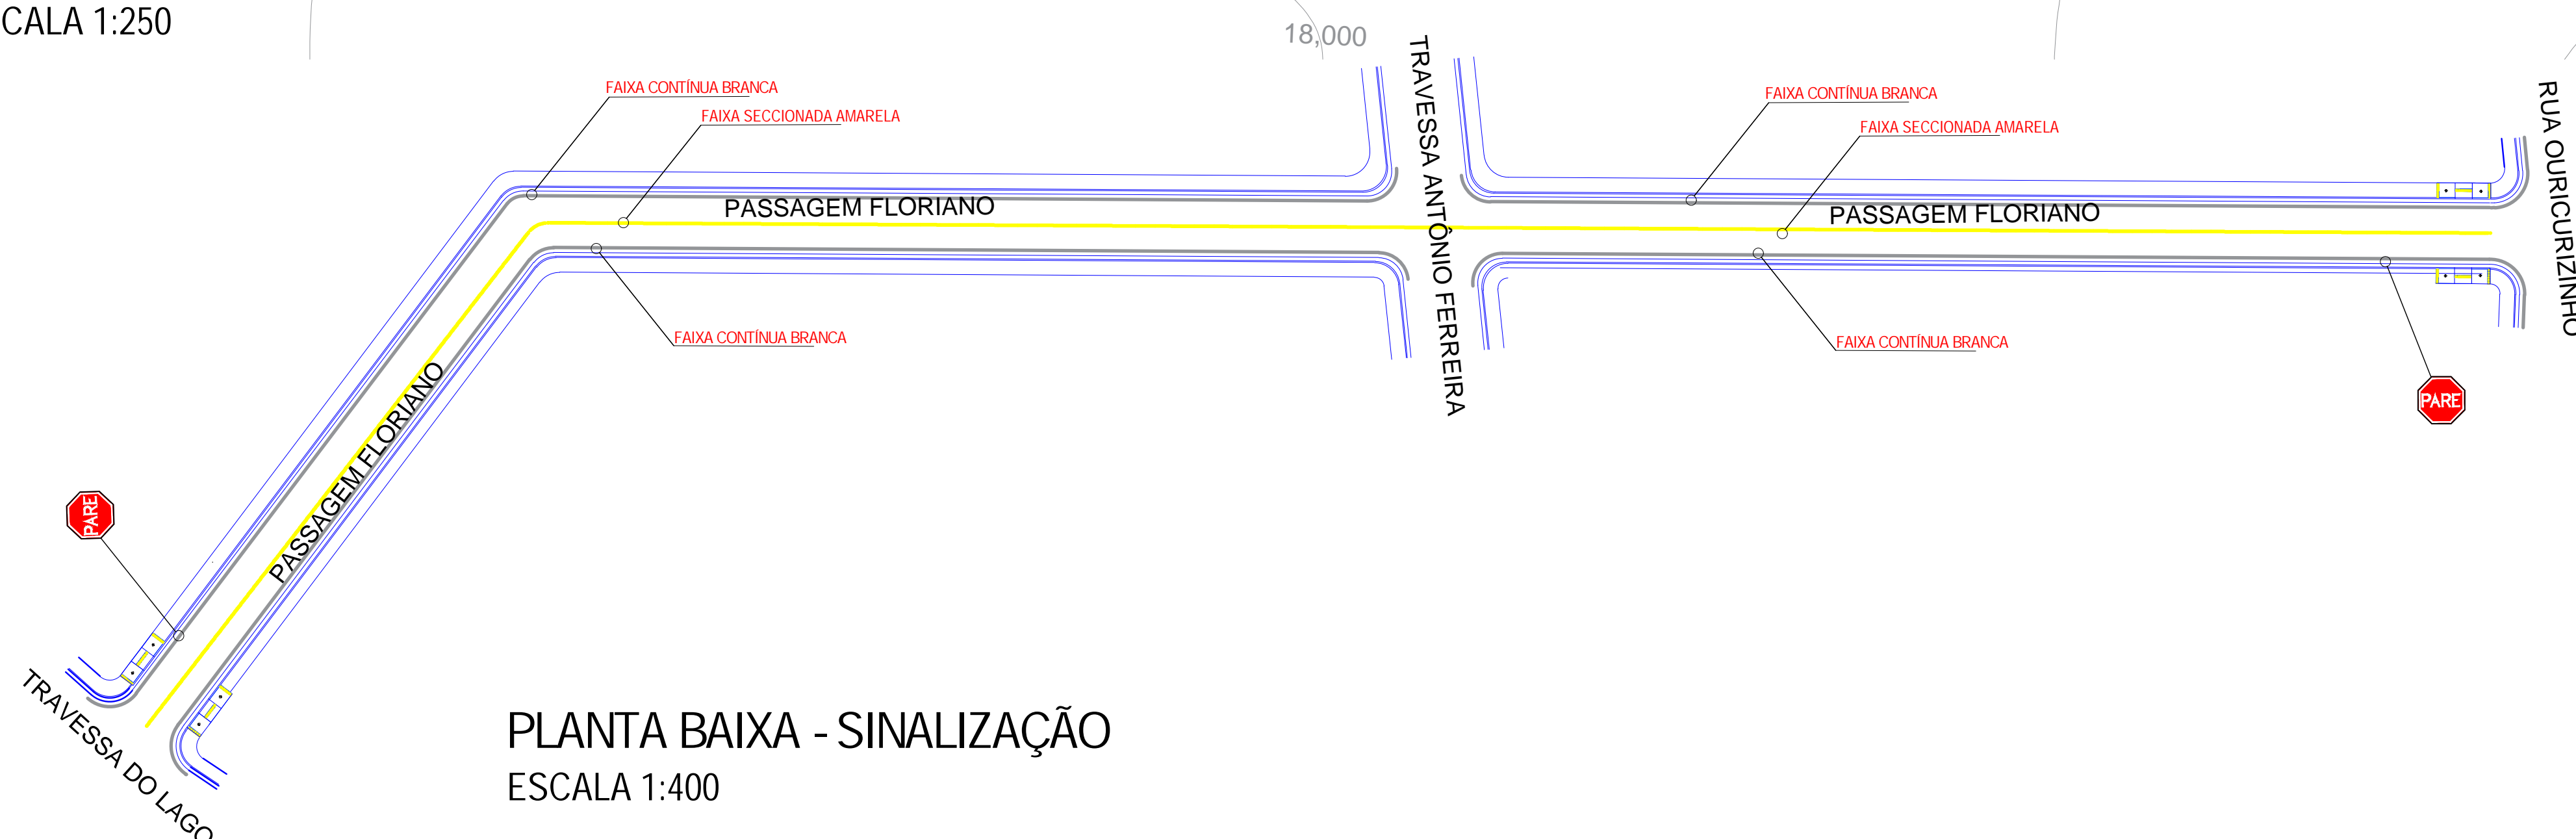 CALA 1:250
18,000
TRAVESSA ANTÔNIO FERREIRA
RUA OURICURIZINHO
FAIXA CONTÍNUA BRANCA
FAIXA SECCIONADA AMARELA
FAIXA CONTÍNUA BRANCA
FAIXA SECCIONADA AMARELA
PASSAGEM FLORIANO
PASSAGEM FLORIANO
FAIXA CONTÍNUA BRANCA
FAIXA CONTÍNUA BRANCA
PARE
PASSAGEM FLORIANO
PARE
TRAVESSA DO LAGO
PLANTA BAIXA - SINALIZAÇÃO
ESCALA 1:400